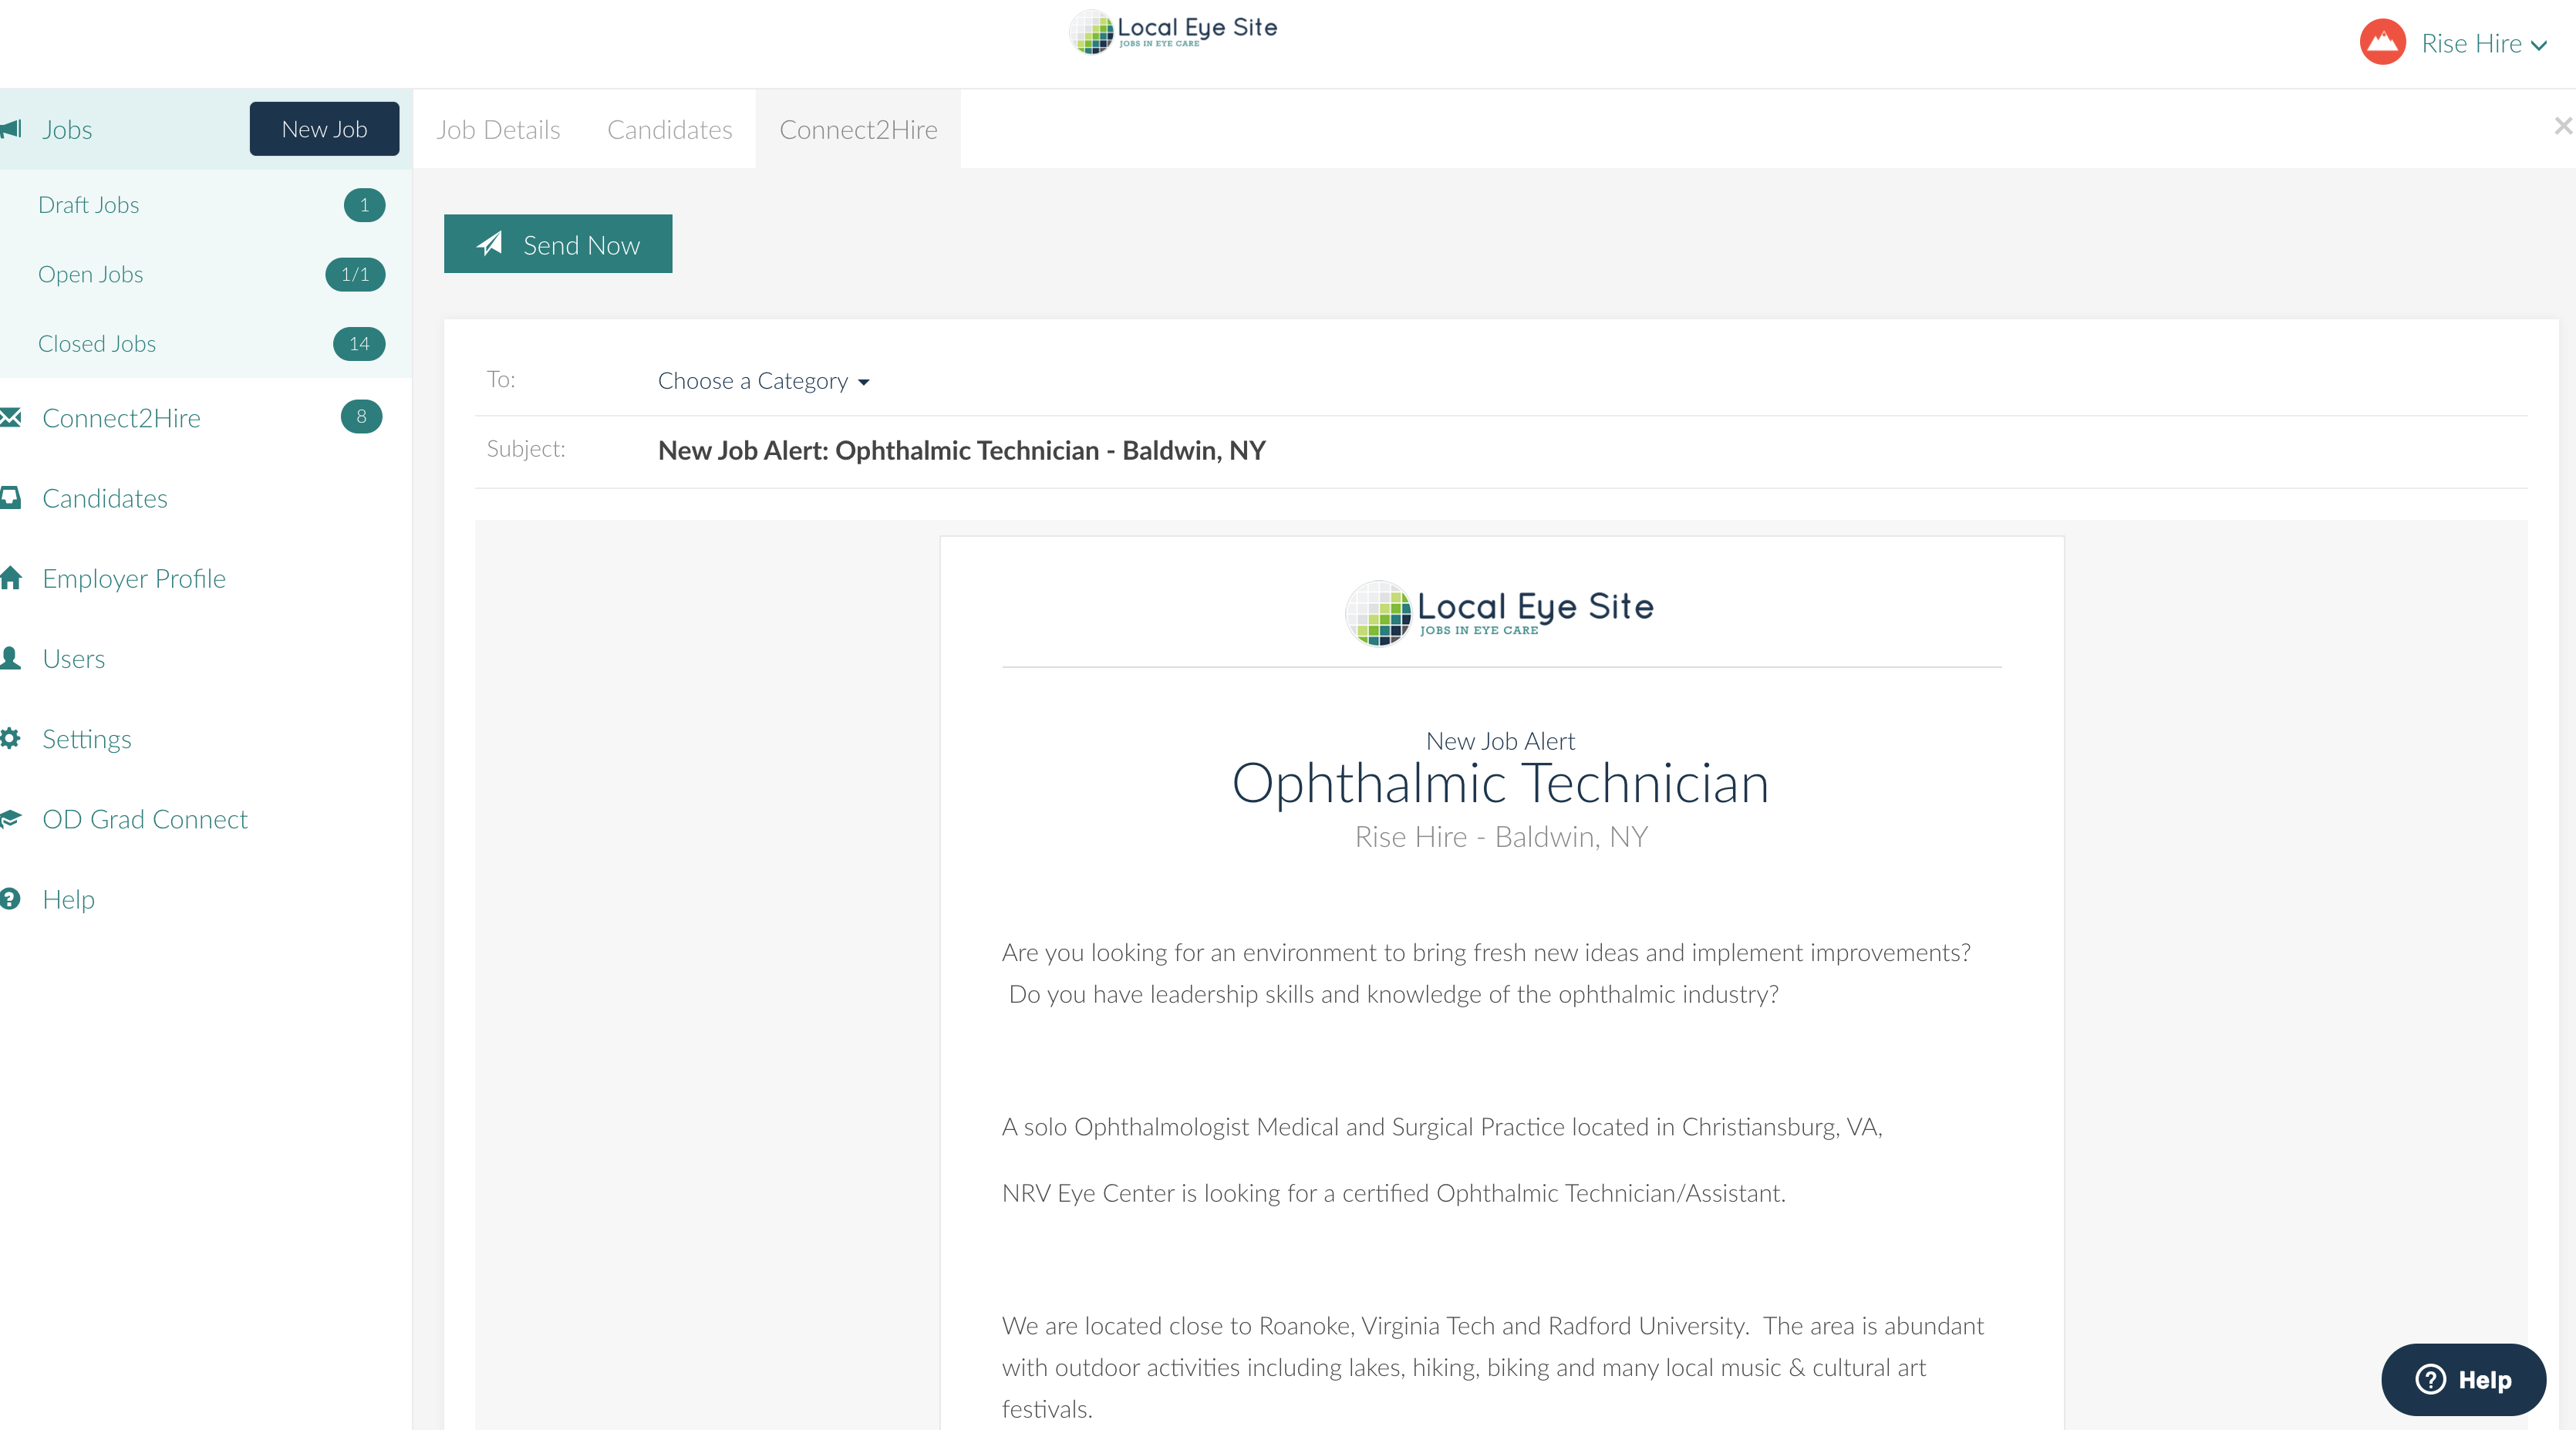 Local Eye Site
JOBS IN EYE CARE
Rise Hire
Jobs
New Job
Draft Jobs
1
Open Jobs
1/1
Closed Jobs
14
Connect2Hire
8
Candidates
Employer Profile
Users
Settings
OD Grad Connect
Help
Job Details
Candidates
Connect2Hire
Send Now
To:
Choose a Category
Subject:
New Job Alert: Ophthalmic Technician - Baldwin, NY
Local Eye Site
JOBS IN EYE CARE
New Job Alert
Ophthalmic Technician
Rise Hire - Baldwin, NY
Are you looking for an environment to bring fresh new ideas and implement improvements?
Do you have leadership skills and knowledge of the ophthalmic industry?
A solo Ophthalmologist Medical and Surgical Practice located in Christiansburg, VA,
NRV Eye Center is looking for a certified Ophthalmic Technician/Assistant.
We are located close to Roanoke, Virginia Tech and Radford University.  The area is abundant
with outdoor activities including lakes, hiking, biking and many local music & cultural art
festivals.
Help